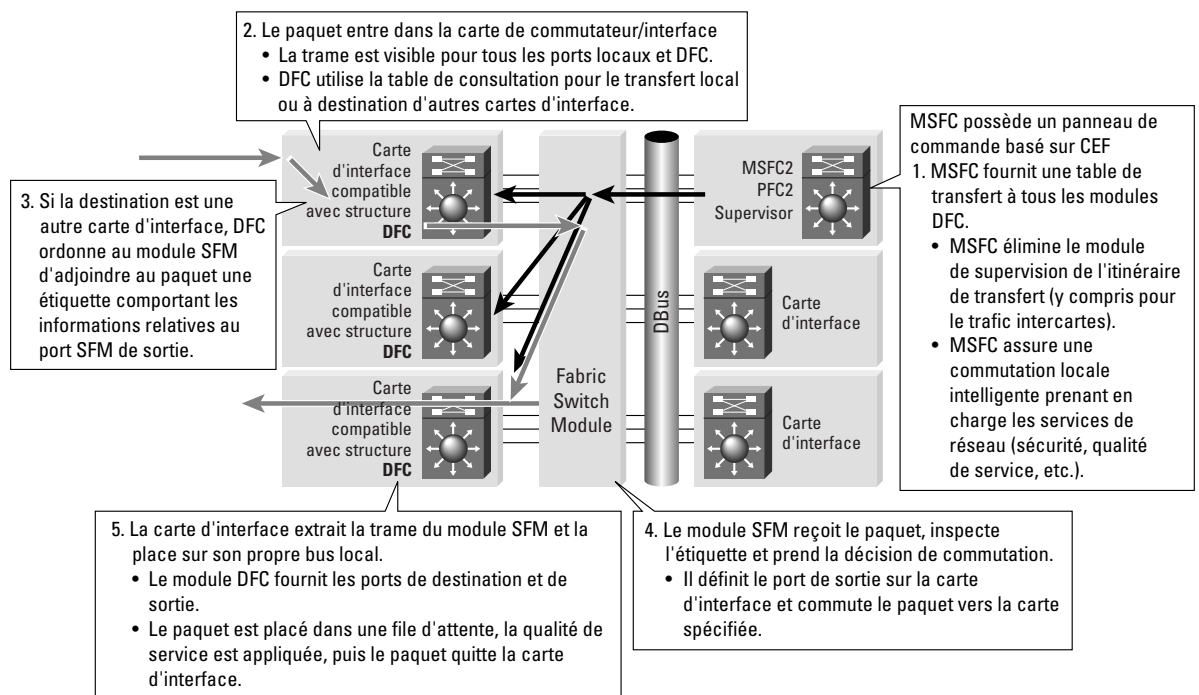 2. Le paquet entre dans la carte de commutateur/interface
• La trame est visible pour tous les ports locaux et DFC.
• DFC utilise la table de consultation pour le transfert local
ou à destination d'autres cartes d'interface.
MSFC possède un panneau de
commande basé sur CEF
1. MSFC fournit une table de
transfert à tous les modules
DFC.
• MSFC élimine le module
de supervision de l'itinéraire
de transfert (y compris pour
le trafic intercartes).
• MSFC assure une
commutation locale
intelligente prenant en
charge les services de
réseau (sécurité, qualité
de service, etc.).
3. Si la destination est une
autre carte d'interface, DFC
ordonne au module SFM
d'adjoindre au paquet une
étiquette comportant les
informations relatives au
port SFM de sortie.
Carte
d'interface
compatible
avec structure
DFC
Carte
d'interface
compatible
avec structure
DFC
Carte
d'interface
compatible
avec structure
DFC
Fabric
Switch
Module
DBus
MSFC2
PFC2
Supervisor
Carte
d'interface
Carte
d'interface
5. La carte d'interface extrait la trame du module SFM et la
place sur son propre bus local.
• Le module DFC fournit les ports de destination et de
sortie.
• Le paquet est placé dans une file d'attente, la qualité de
service est appliquée, puis le paquet quitte la carte
d'interface.
4. Le module SFM reçoit le paquet, inspecte
l'étiquette et prend la décision de commutation.
• Il définit le port de sortie sur la carte
d'interface et commute le paquet vers la carte
spécifiée.